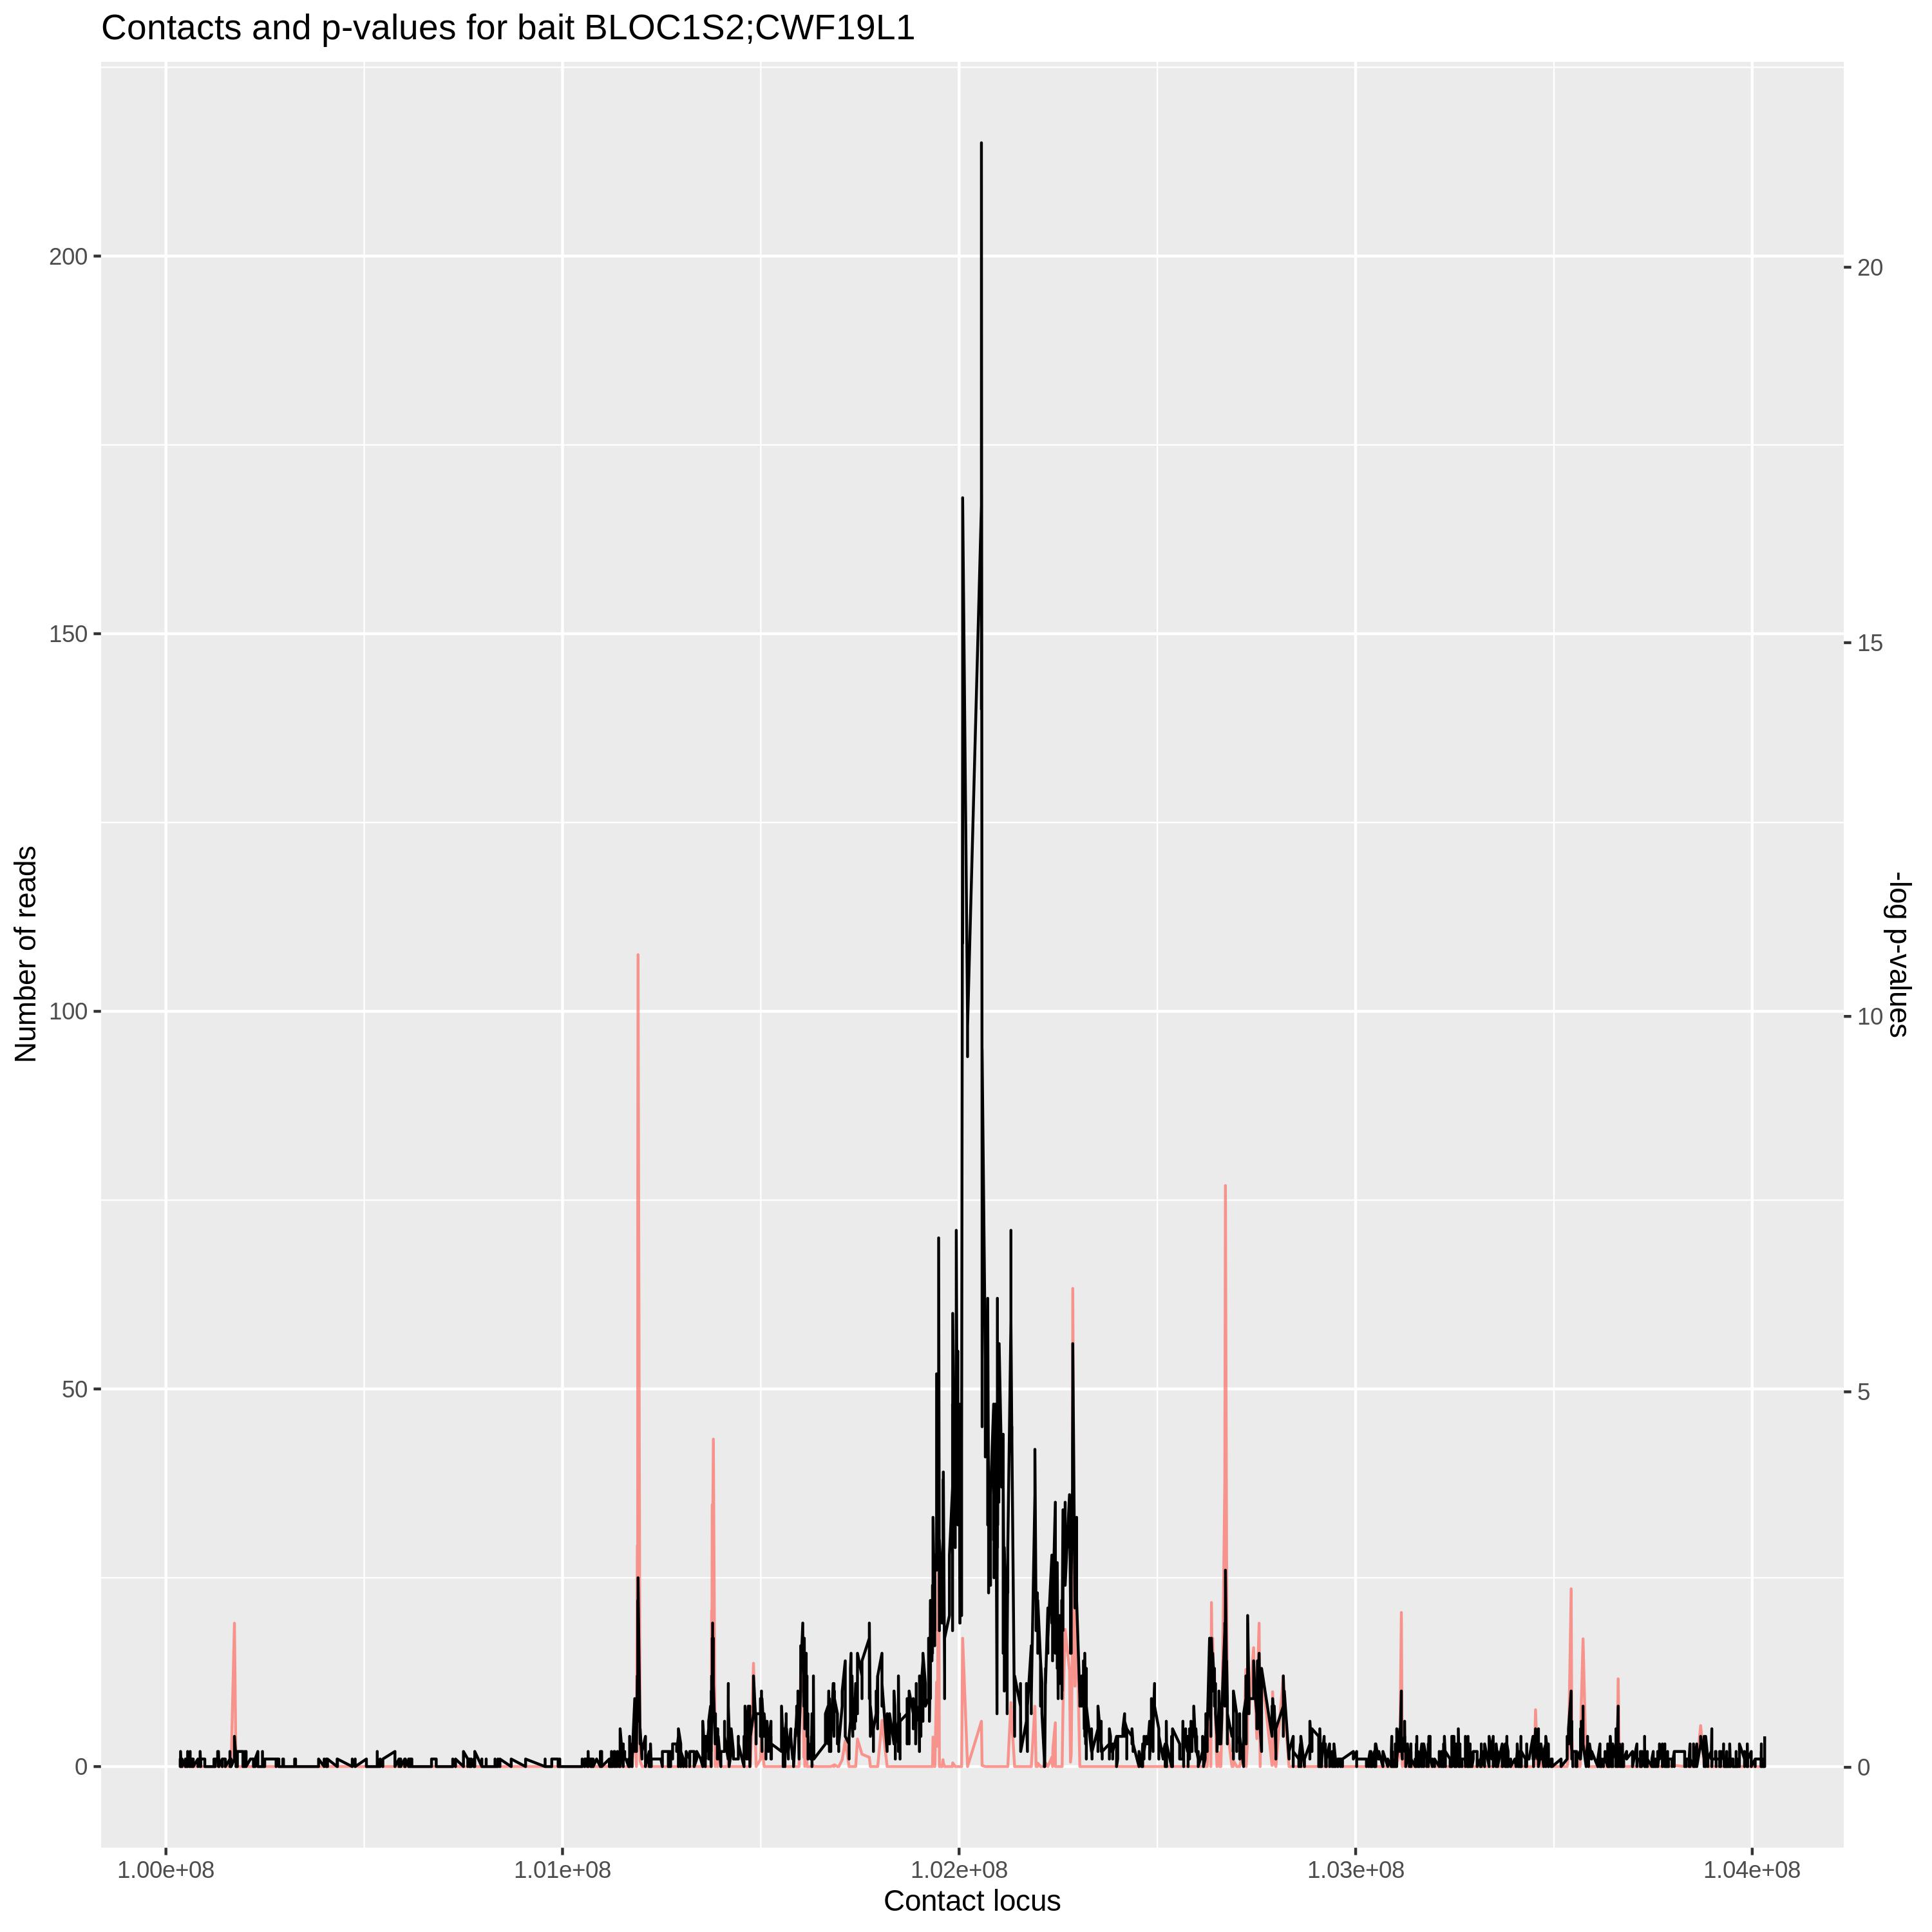 Contacts and p-values for bait BLOC1S2;CWF19L1
Number of reads
200
150
100
50
0
20
15
10
5
0
-log p-values
1.00e+08 1.01e+08 1.02e+08 1.03e+08 1.04e+08
Contact locus